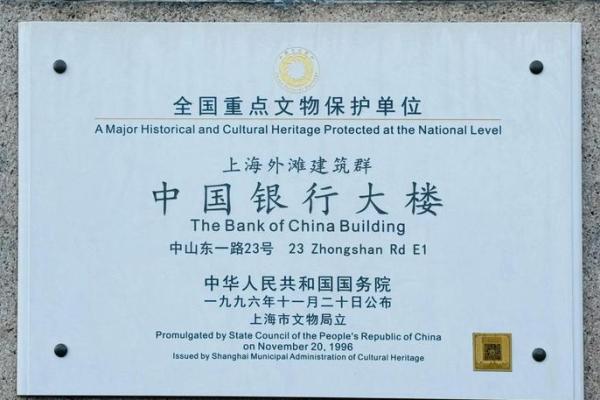 全国重点文物保护单位
A Major Historical and Cultural Heritage Protected at the National Level
上海外滩建筑群
中国银行大楼
The Bank of China Building
中山东一路23号 23 Zhongshan Rd E1
中华人民共和国国务院
一九九六年十一月二十日公布
上海市文物局立
Promulgated by State Council of the People's Republic of China
on November 20, 1996
Issued by Shanghai Municipal Administration of Cultural Heritage